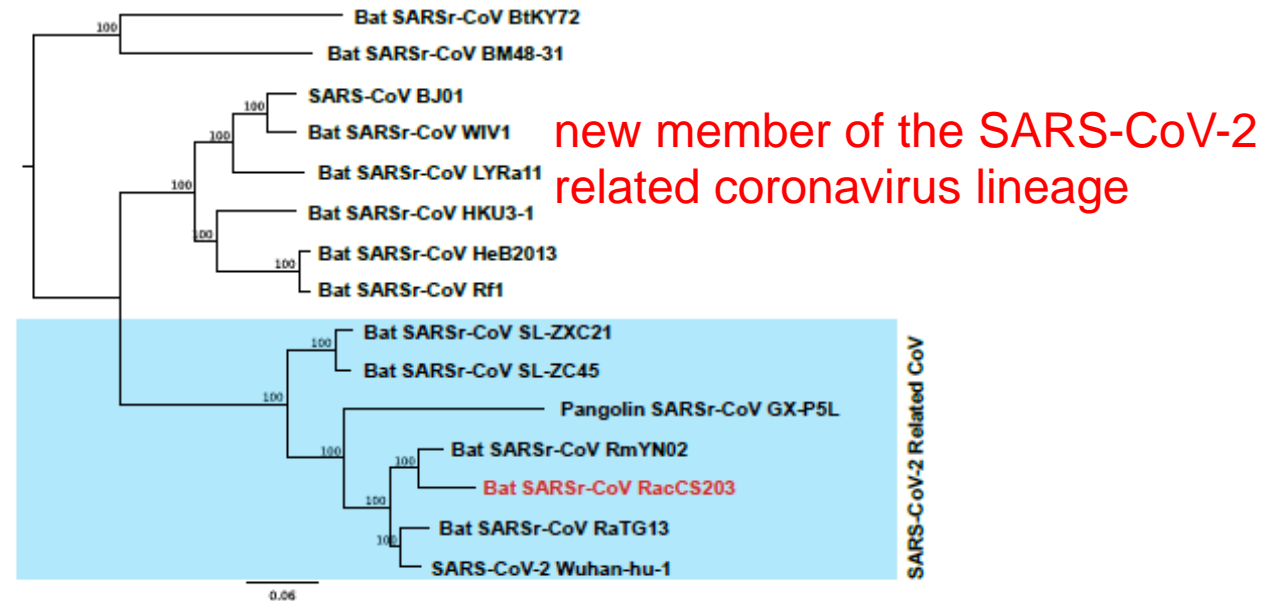 100
Bat SARSr-CoV BtKY72
Bat SARSr-CoV BM48-31
SARS-CoV BJ01
100
Bat SARSr-CoV WIV1
100
Bat SARSr-CoV LYRa11
100
Bat SARSr-CoV HKU3-1
100
Bat SARSr-CoV HeB2013
100
Bat SARSr-CoV Rf1
new member of the SARS-CoV-2
related coronavirus lineage
Bat SARSr-CoV SL-ZXC21
100
Bat SARSr-CoV SL-ZC45
100
Pangolin SARSr-CoV GX-P5L
100
Bat SARSr-CoV RmYN02
100
Bat SARSr-CoV RacCS203
100
Bat SARSr-CoV RaTG13
100
SARS-CoV-2 Wuhan-hu-1
SARS-CoV-2 Related CoV
0.06